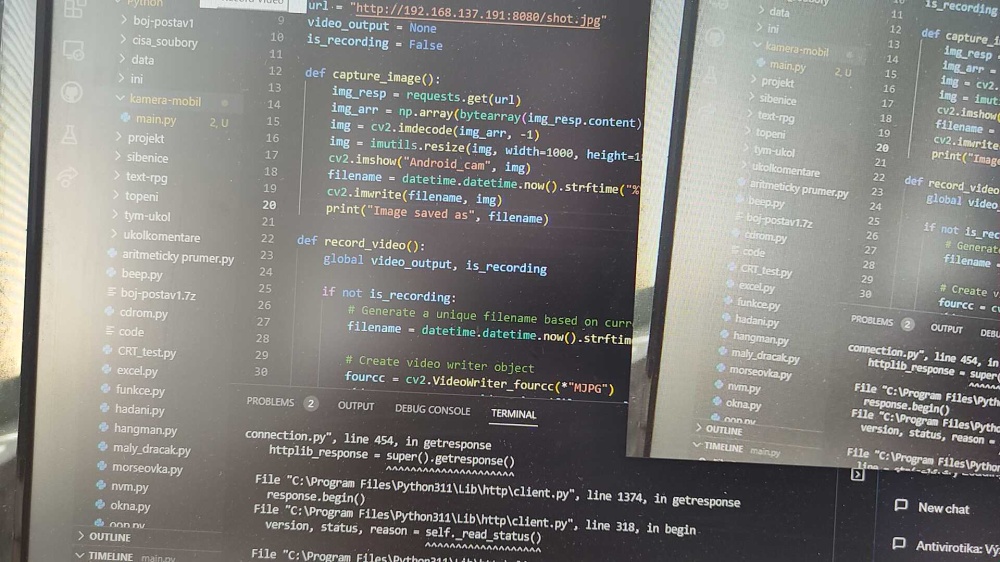 Python
boj-postav1
cisa_soubory
data
ini
kamera-mobil
main.py 2, U
projekt
sibenice
text-rpg
topeni
tym-ukol
ukolkomentare
aritmeticky prumer.py
beep.py
boj-postav1.7z
cdrom.py
code
CRT_test.py
excel.py
funkce.py
hadani.py
hangman.py
maly_dracak.py
morseovka.py
nvm.py
okna.py
oop.py
OUTLINE
TIMELINE main.py
url = "http://192.168.137.191:8080/shot.jpg"
9 video_output = None
10 is_recording = False
11
12 def capture_image():
13 img_resp = requests.get(url)
14 img_arr = np.array(bytearray(img_resp.content)
15 img = cv2.imdecode(img_arr, -1)
16 img = imutils.resize(img, width=1000, height=1
17 cv2.imshow("Android_cam", img)
18 filename = datetime.datetime.now().strftime("%
19 cv2.imwrite(filename, img)
20 print("Image saved as", filename)
21
22 def record_video():
23 global video_output, is_recording
24
25 if not is_recording:
26 # Generate a unique filename based on curr
27 filename = datetime.datetime.now().strftim
28
29 # Create video writer object
30 fourcc = cv2.VideoWriter_fourcc(*"MJPG")
PROBLEMS 2 OUTPUT DEBUG CONSOLE TERMINAL
connection.py", line 454, in getresponse
httplib_response = super().getresponse()
^^^^^^^^^^^^^^^^^^^^^
File "C:\Program Files\Python311\Lib\http\client.py", line 1374, in getresponse
response.begin()
File "C:\Program Files\Python311\Lib\http\client.py", line 318, in begin
version, status, reason = self._read_status()
^^^^^^^^^^^^^^^^^^^
File "C:\Program Files\Python311\Lib\http\client.py
data
ini
kamera-mobil
main.py 2, U
projekt
sibenice
text-rpg
topeni
tym-ukol
ukolkomentare
aritmeticky prumer.py
beep.py
boj-postav1.7z
cdrom.py
code
CRT_test.py
excel.py
funkce.py
hadani.py
hangman.py
maly_dracak.py
morseovka.py
nvm.py
okna.py
oop.py
OUTLINE
TIMELINE main.py
is_recording
11
12 def capture_i
13 img_resp =
14 img_arr =
15 img = cv2
16 img = imut
17 cv2.imshow
18 filename =
19 cv2.imwrite
20 print("Imag
21
22 def record_video
23 global video
24
25 if not is_rec
26 # Generat
27 filename =
28
29 # Create v
30 fourcc = cv
PROBLEMS 2 OUTPUT DEBU
connection.py", line 454,
httplib_response = super(
File "C:\Program Files\Pyth
response.begin()
File "C:\Program Files\Pyth
version, status, reason =
File "C:\Program Files\Pyth
New chat
Antivirotika: Vý